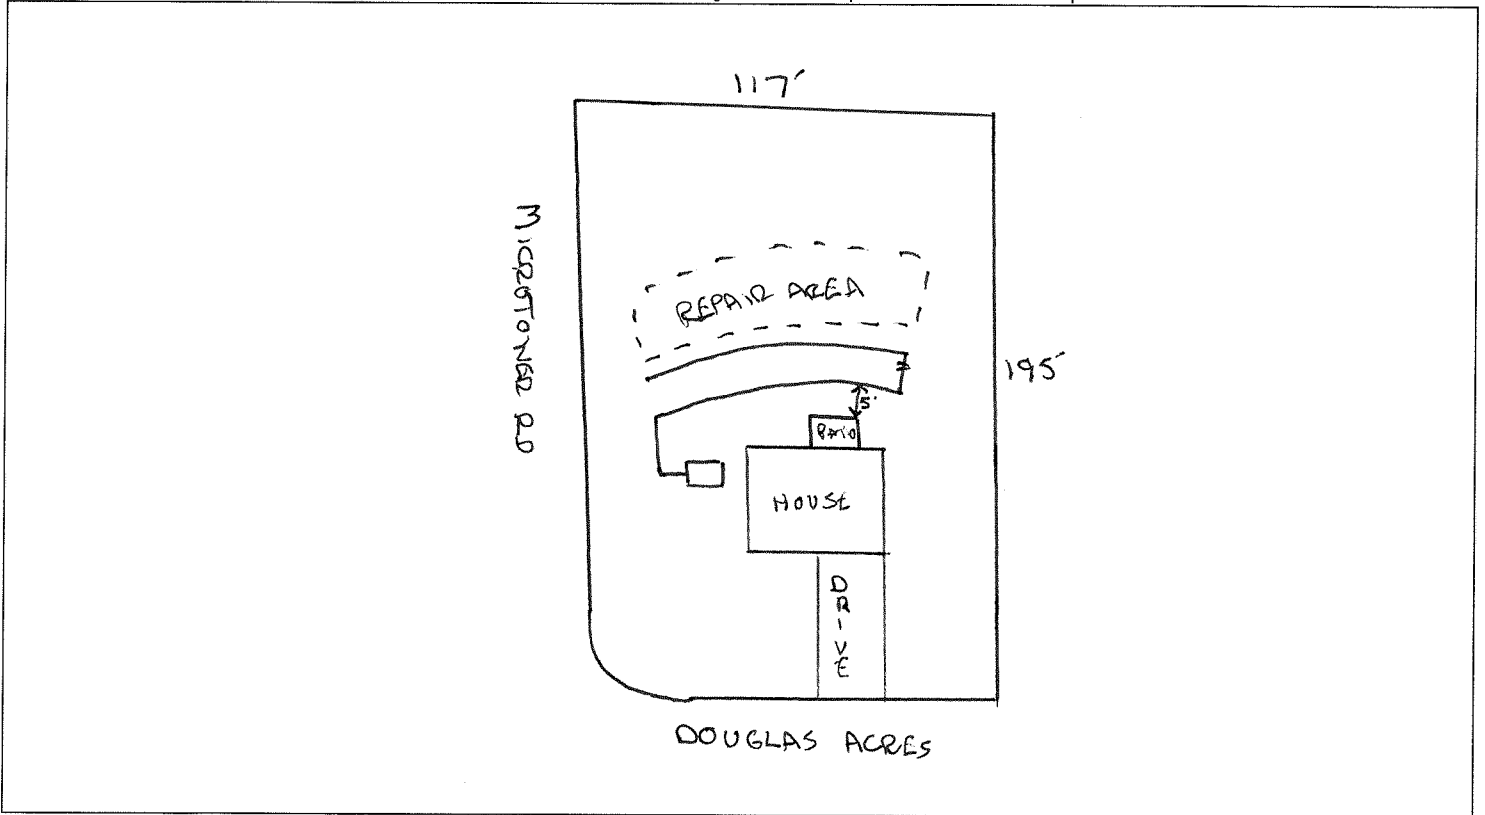 117'
MICROTOWER RD
REPAIR AREA
195'
5'
PATIO
HOUSE
DRIVE
DOUGLAS ACRES